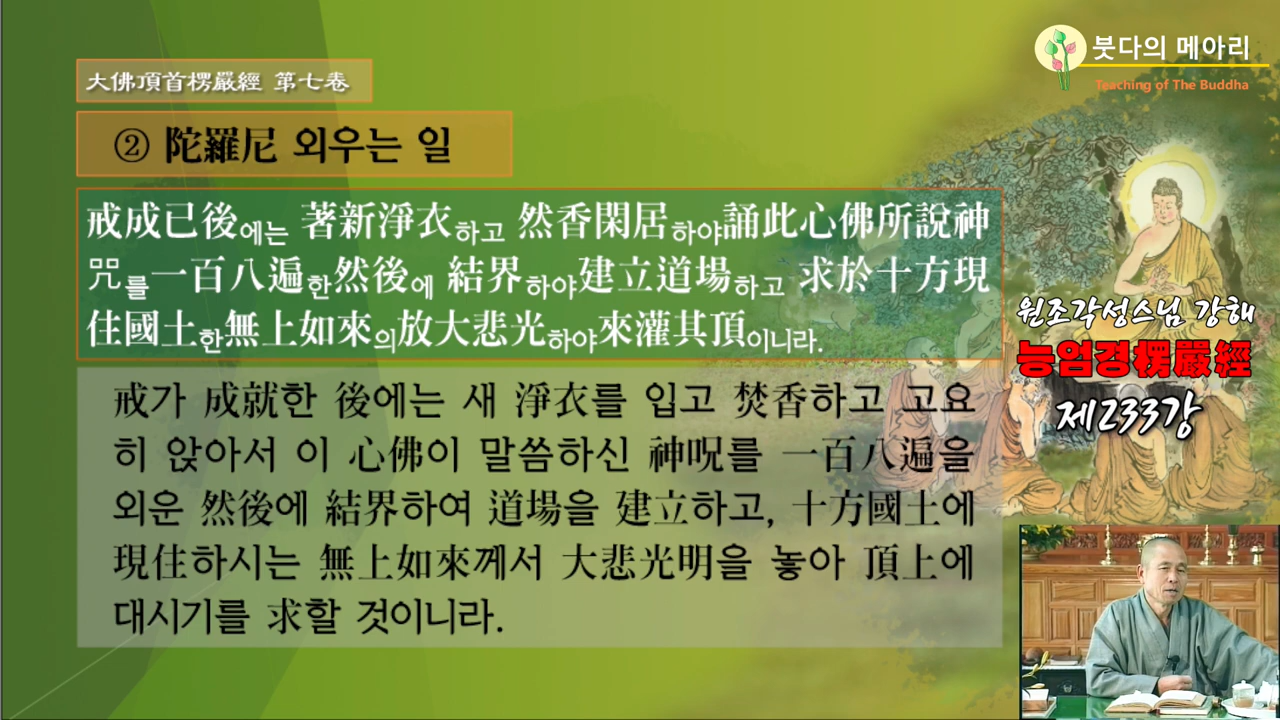 大佛頂首楞嚴經 第七卷
② 陀羅尼 외우는 일
戒成已後에는 著新淨衣하고 然香閑居하야誦此心佛所說神
咒를一百八遍한然後에 結界하야建立道場하고 求於十方現
住國土한無上如來의放大悲光하야來灌其頂이니라.
戒가 成就한 後에는 새 淨衣를 입고 焚香하고 고요
히 앉아서 이 心佛이 말씀하신 神呪를 一百八遍을
외운 然後에 結界하여 道場을 建立하고, 十方國土에
現住하시는 無上如來께서 大悲光明을 놓아 頂上에
대시기를 求할 것이니라.
붓다의 메아리
Teaching of The Buddha
원조각성스님 강해
능엄경楞嚴經
제233강